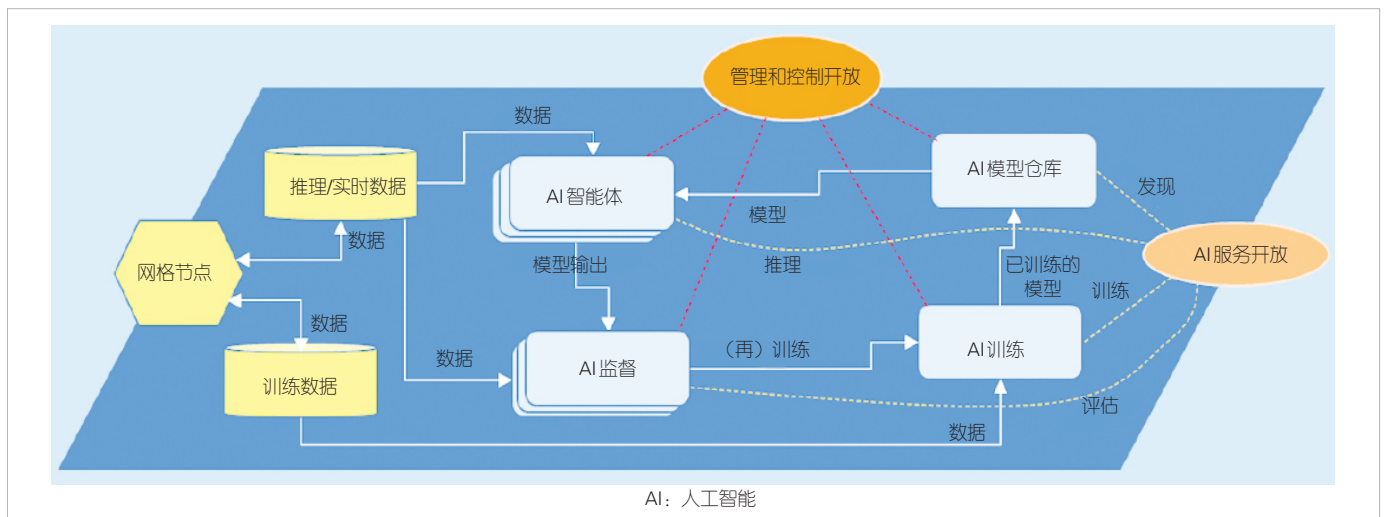 管理和控制开放
数据
推理/实时数据
AI智能体
AI模型仓库
发现
模型
数据
网格节点
模型输出
推理
AI服务开放
已训练的
模型
训练
数据
数据
（再）训练
AI训练
训练数据
AI监督
评估
数据
AI：人工智能